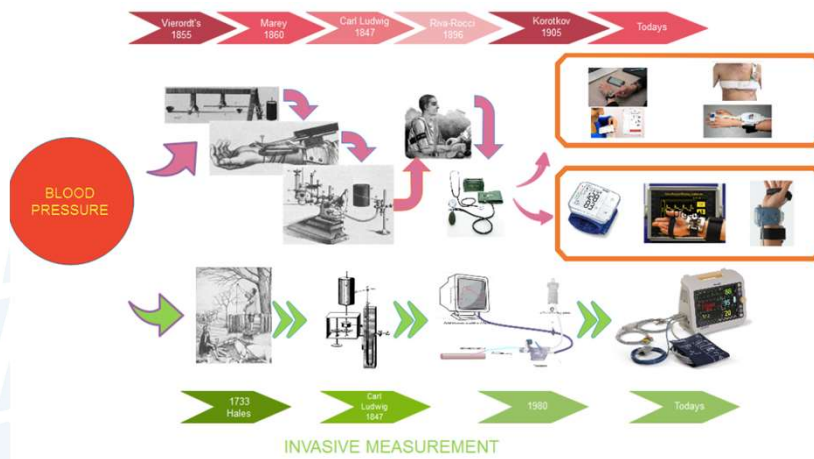 Vierordt's
1855
Marey
1860
Carl Ludwig
1847
Riva-Rocci
1896
Korotkov
1905
Todays
BLOOD
PRESSURE
1733
Hales
Carl
Ludwig
1847
1980
Todays
INVASIVE MEASUREMENT